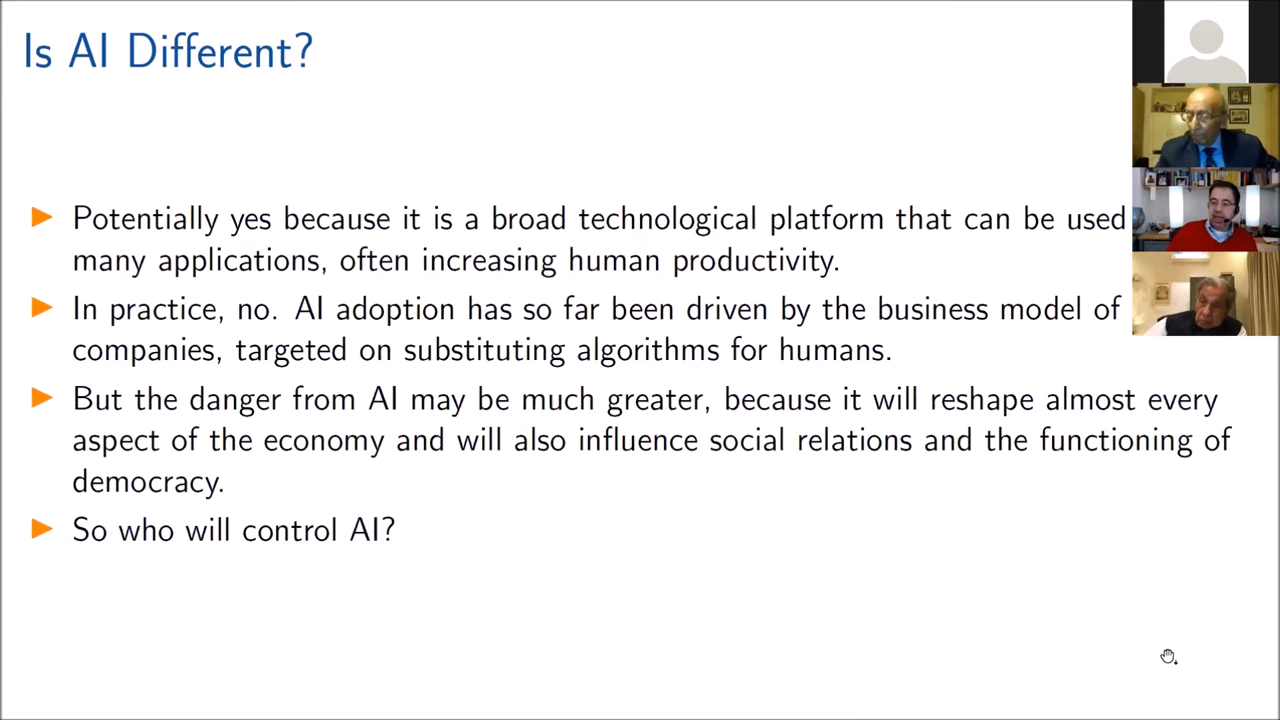 Is AI Different?
Potentially yes because it is a broad technological platform that can be used
many applications, often increasing human productivity.
In practice, no. AI adoption has so far been driven by the business model of
companies, targeted on substituting algorithms for humans.
But the danger from AI may be much greater, because it will reshape almost every
aspect of the economy and will also influence social relations and the functioning of
democracy.
So who will control AI?